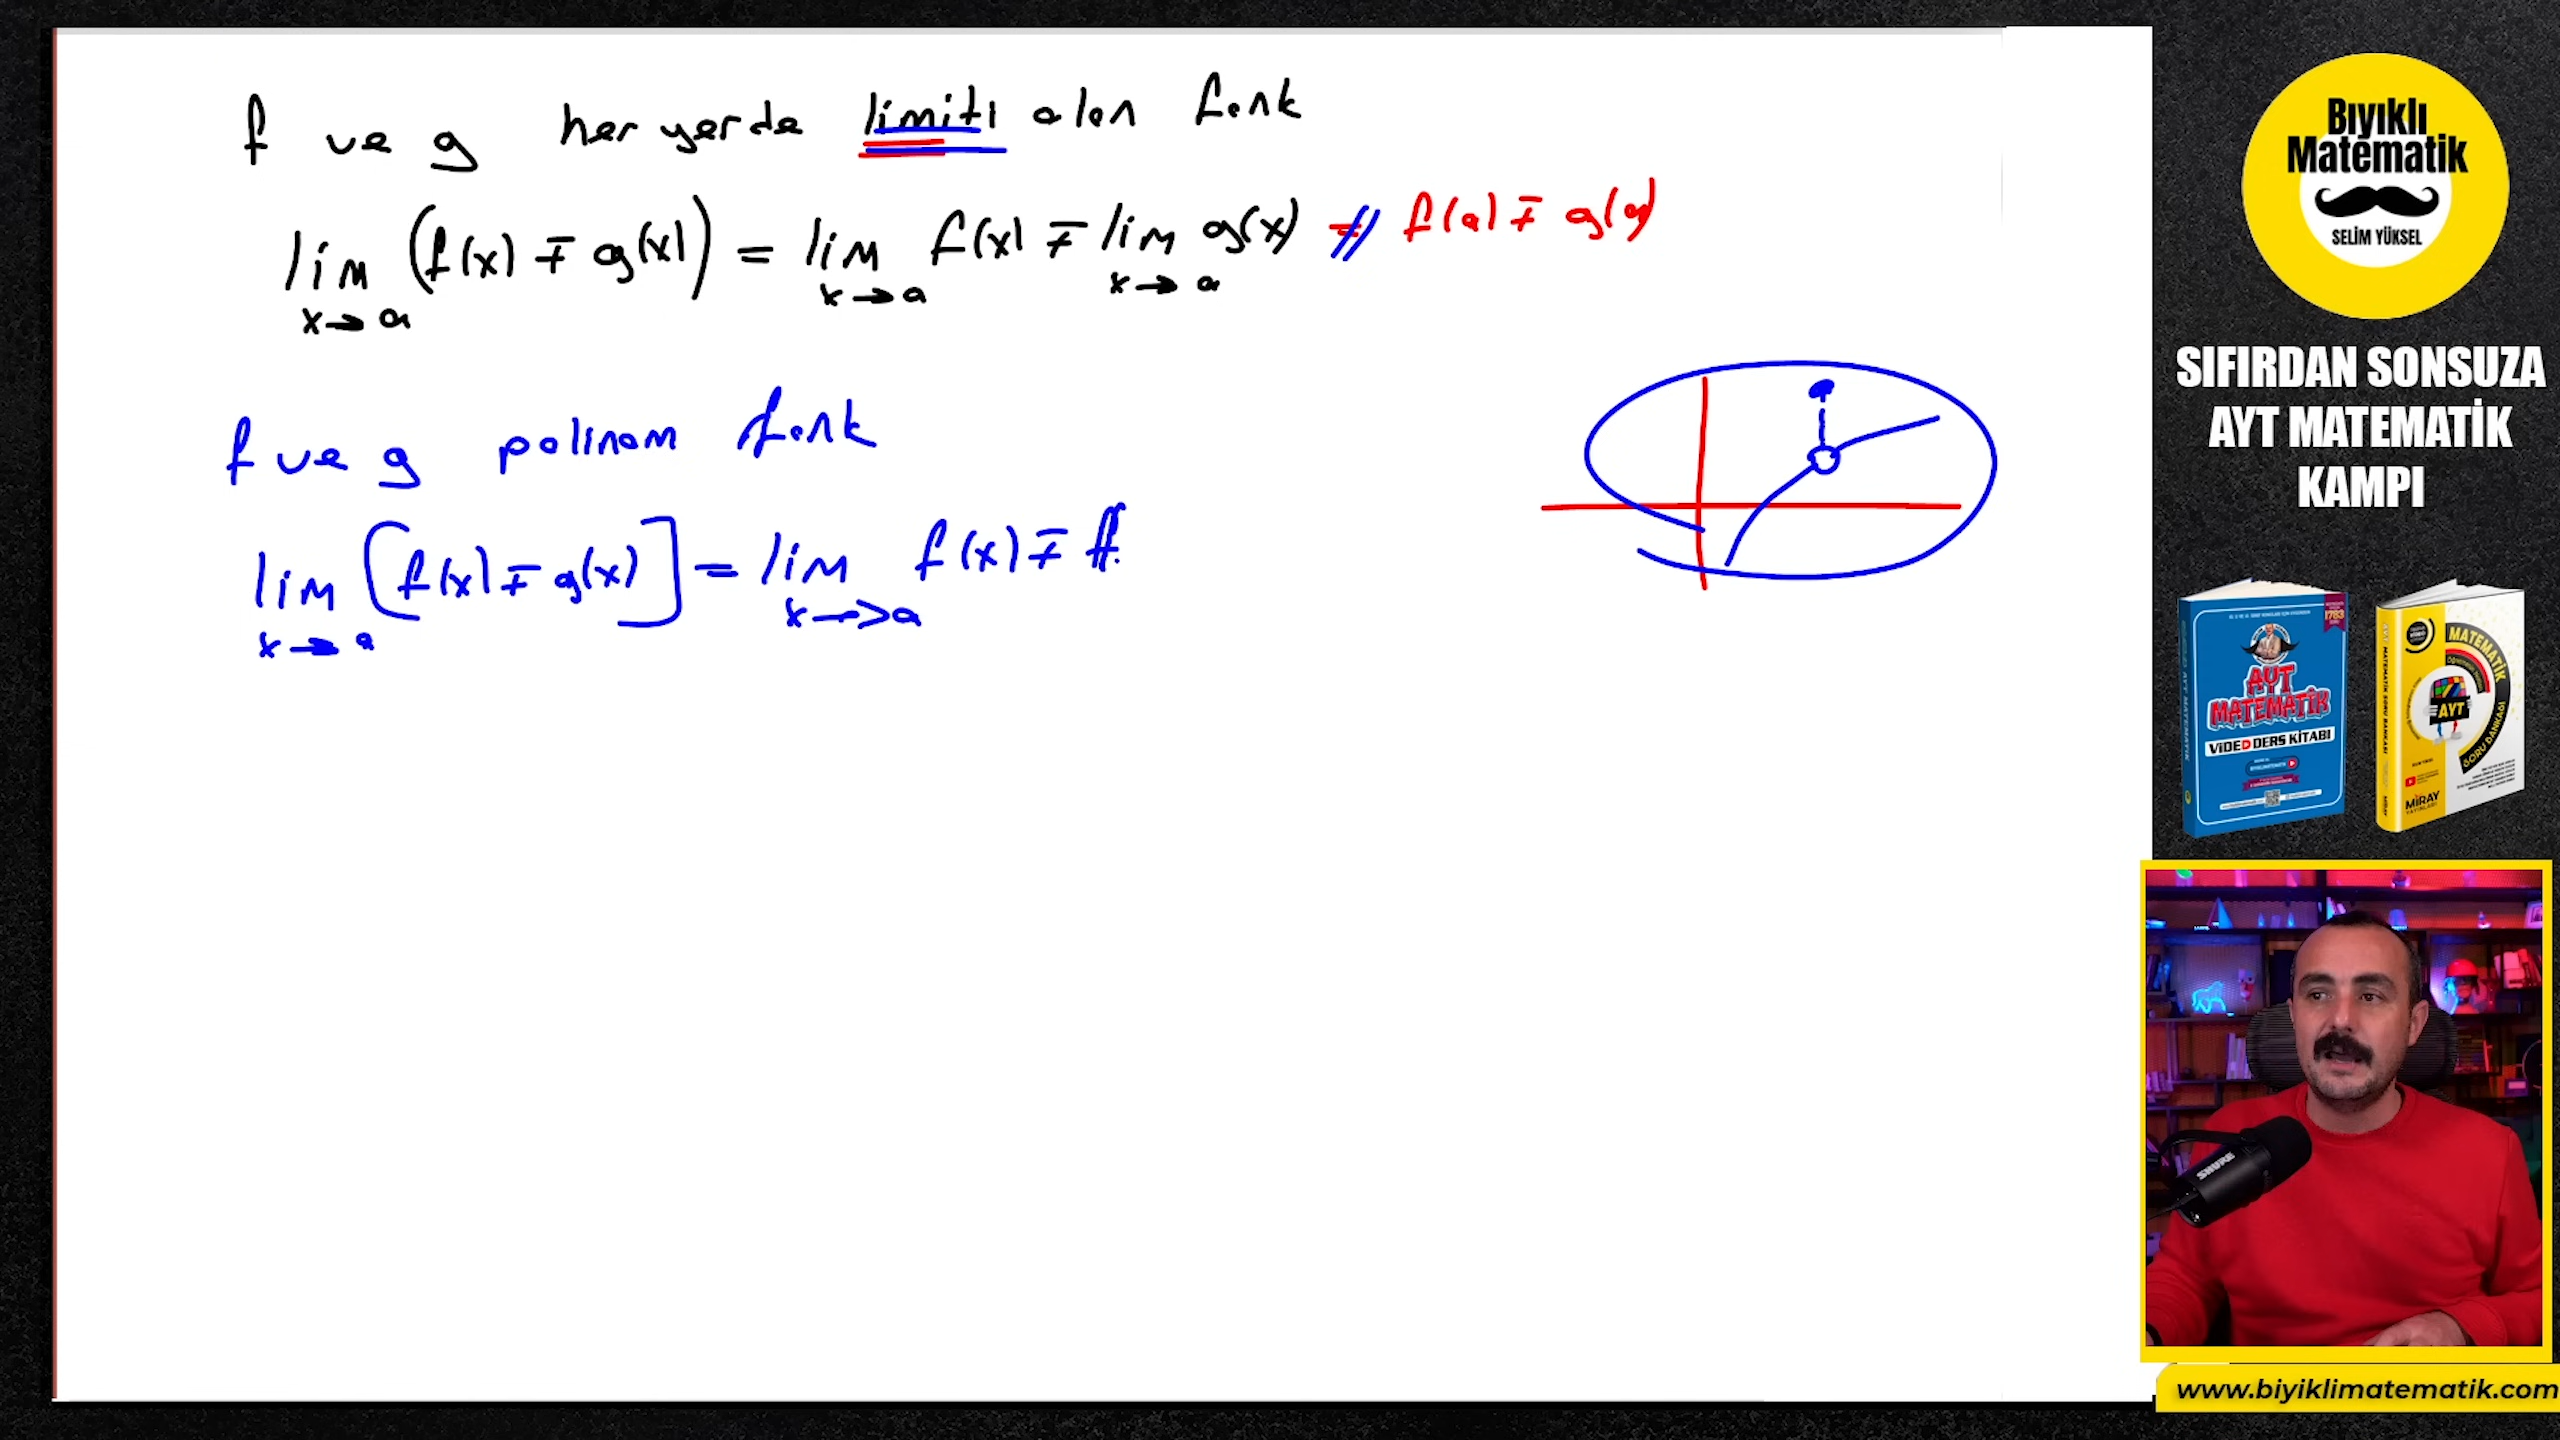 f ve g her yerde limiti olan fonk
lim (f(x) ∓ g(x)) = lim f(x) ∓ lim g(x) ≠ f(a) ∓ g(a)
x→a x→a x→a
f ve g polinom fonk
lim [f(x) ∓ g(x)] = lim f(x) ∓
x→a x→a
Bıyıklı
Matematik
SELİM YÜKSEL
SIFIRDAN SONSUZA
AYT MATEMATİK
KAMPI
AYT
MATEMATİK
VİDEO DERS KİTABI
MATEMATİK
AYT
SORU BANKASI
MİRAY
SHURE
www.biyiklimatematik.com